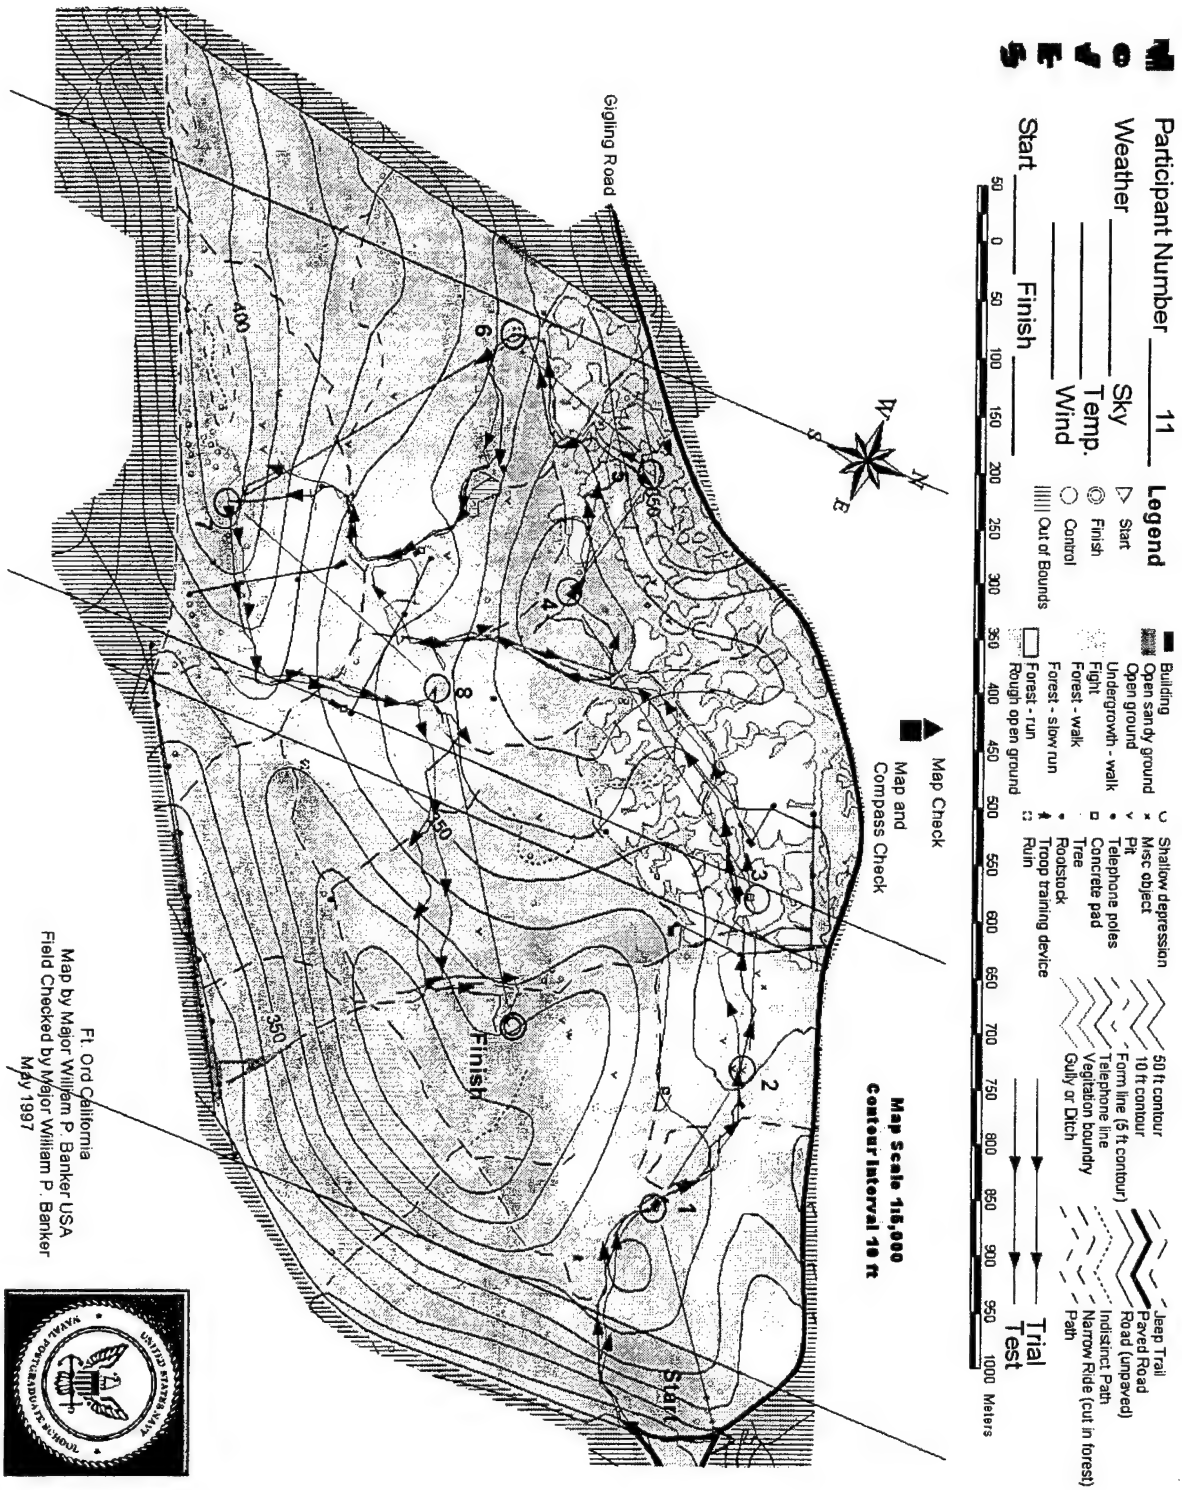 M O V E S
Participant Number 11
Weather Sky
Temp.
Wind
Start Finish
50 0 50 100 150 200 250 300 350 400 450 500 550 600 650 700 750 800 850 900 950 1000 Meters
Legend
Start
Finish
Control
Out of Bounds
Building
Open sandy ground
Open ground
Undergrowth - walk
Fight
Forest - walk
Forest - slow run
Forest - run
Rough open ground
Shallow depression
Misc object
Pit
Telephone poles
Concrete pad
Tree
Rootstock
Troop training device
Ruin
50 ft contour
10 ft contour
Form line (5 ft contour)
Telephone line
Vegitation boundry
Gully or Ditch
Jeep Trail
Paved Road
Road (unpaved)
Indistinct Path
Narrow Ride (cut in forest)
Path
Trial
Test
Map Scale 1:5,000
Contour Interval 10 ft
Map Check
Map and
Compass Check
N
W
S
E
Gigling Road
Start
1
2
3
4
5
6
7
8
Finish
400
350
350
Ft. Ord California
Map by Major William P. Banker USA
Field Checked by Major William P. Banker
May 1997
UNITED STATES NAVY
NAVAL POSTGRADUATE SCHOOL